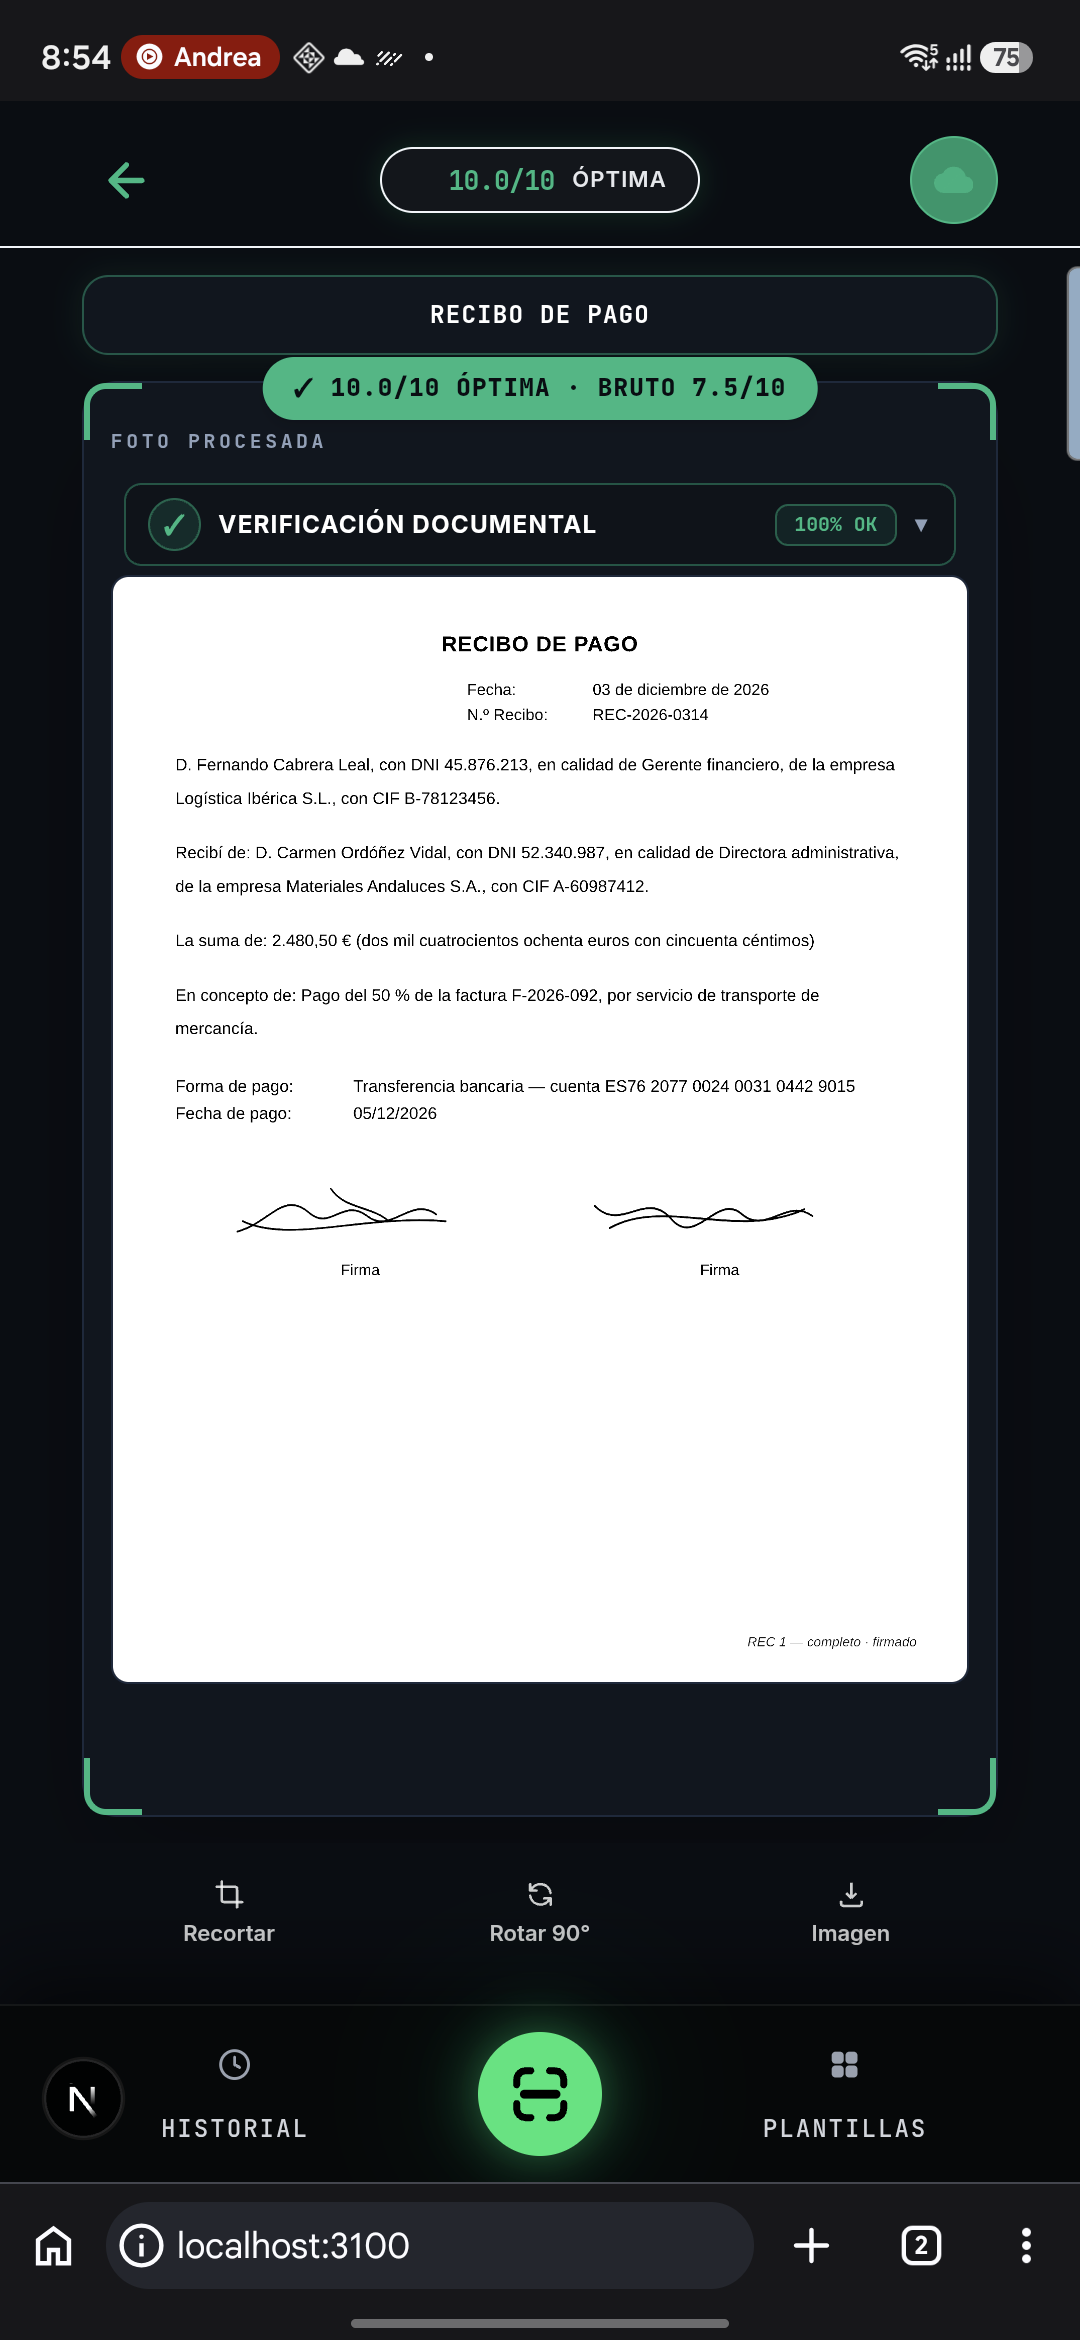 8:54 Andrea 5 75
10.0/10 ÓPTIMA
RECIBO DE PAGO
✓ 10.0/10 ÓPTIMA · BRUTO 7.5/10
FOTO PROCESADA
✓ VERIFICACIÓN DOCUMENTAL 100% OK ▼
RECIBO DE PAGO
Fecha: 03 de diciembre de 2026
N.º Recibo: REC-2026-0314
D. Fernando Cabrera Leal, con DNI 45.876.213, en calidad de Gerente financiero, de la empresa
Logística Ibérica S.L., con CIF B-78123456.
Recibí de: D. Carmen Ordóñez Vidal, con DNI 52.340.987, en calidad de Directora administrativa,
de la empresa Materiales Andaluces S.A., con CIF A-60987412.
La suma de: 2.480,50 € (dos mil cuatrocientos ochenta euros con cincuenta céntimos)
En concepto de: Pago del 50 % de la factura F-2026-092, por servicio de transporte de
mercancía.
Forma de pago: Transferencia bancaria — cuenta ES76 2077 0024 0031 0442 9015
Fecha de pago: 05/12/2026
Firma Firma
REC 1 — completo · firmado
Recortar Rotar 90° Imagen
N HISTORIAL PLANTILLAS
localhost:3100 2